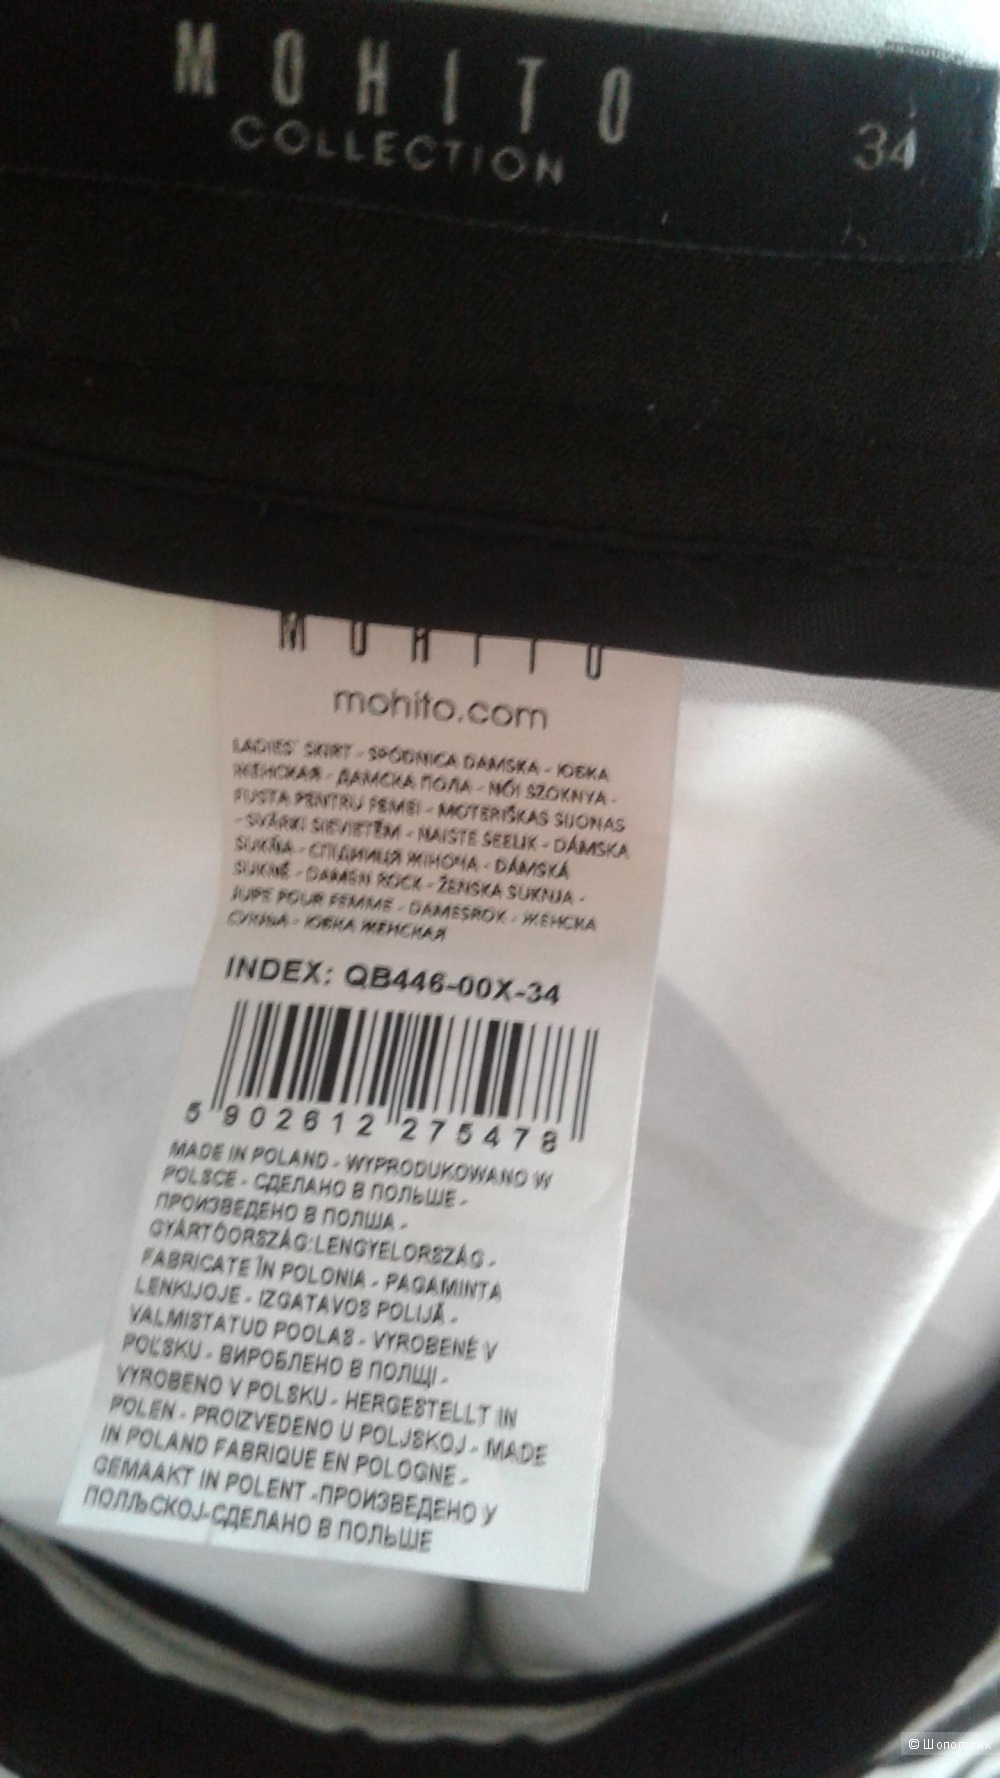 MOHITO
COLLECTION
34
MOHITO
mohito.com
LADIES' SKIRT - SPÓDNICA DAMSKA - ЮБКА
ЖЕНСКАЯ - ДАМСКА ПОЛА - NŐI SZOKNYA -
FUSTA PENTRU FEMEI - MOTERIŠKAS SIJONAS
- SVĀRKI SIEVIETĒM - NAISTE SEELIK - DÁMSKA
SUKŇA - СПІДНИЦЯ ЖІНОЧА - DÁMSKÁ
SUKNĚ - DAMEN ROCK - ŽENSKA SUKNJA -
JUPE POUR FEMME - DAMESROK - ЖЕНСКА
СУКЊА - ЮБКА ЖЕНСКАЯ
INDEX: QB446-00X-34
5 902612 275478
MADE IN POLAND - WYPRODUKOWANO W
POLSCE - СДЕЛАНО В ПОЛЬШЕ -
ПРОИЗВЕДЕНО В ПОЛША -
GYÁRTÓORSZÁG:LENGYELORSZÁG -
FABRICATE ÎN POLONIA - PAGAMINTA
LENKIJOJE - IZGATAVOS POLIJĀ -
VALMISTATUD POOLAS - VYROBENÉ V
POĽSKU - ВИРОБЛЕНО В ПОЛЩІ -
VYROBENO V POLSKU - HERGESTELLT IN
POLEN - PROIZVEDENO U POLJSKOJ - MADE
IN POLAND FABRIQUE EN POLOGNE -
GEMAAKT IN POLENT -ПРОИЗВЕДЕНО У
ПОЛЉСКОЈ-СДЕЛАНО В ПОЛЬШЕ
© Шопотник